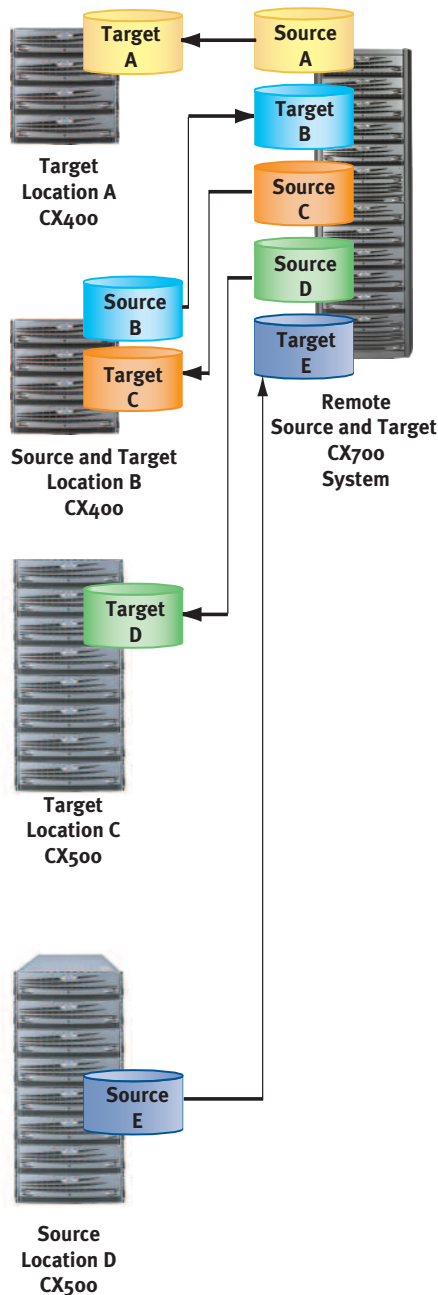 Target
A
Source
A
Target
B
Target
Location A
CX400
Source
C
Source
D
Source
B
Target
C
Target
E
Remote
Source and Target
CX700
System
Source and Target
Location B
CX400
Target
D
Target
Location C
CX500
Source
E
Source
Location D
CX500